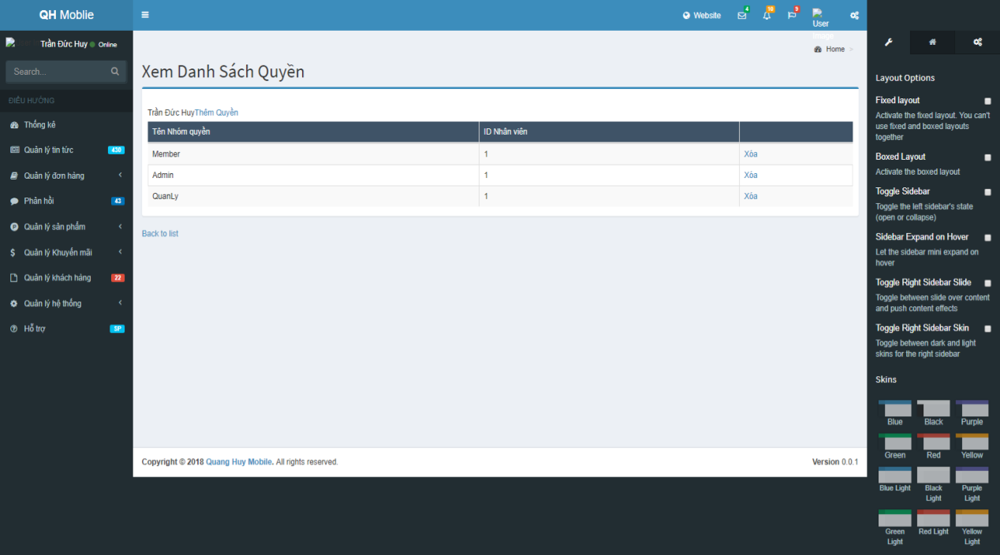 QH Moblie
Website
4
10
9
User
Image
Trần Đức Huy Online
Search...
ĐIỀU HƯỚNG
Thống kê
Quản lý tin tức 430
Quản lý đơn hàng
Phản hồi 43
Quản lý sản phẩm
Quản lý Khuyến mãi
Quản lý khách hàng 22
Quản lý hệ thống
Hỗ trợ SP
Home >
Xem Danh Sách Quyền
Trần Đức HuyThêm Quyền
Tên Nhóm quyền ID Nhân viên
Member 1 Xóa
Admin 1 Xóa
QuanLy 1 Xóa
Back to list
Copyright © 2018 Quang Huy Mobile. All rights reserved.
Version 0.0.1
Layout Options
Fixed layout
Activate the fixed layout. You can't
use fixed and boxed layouts
together
Boxed Layout
Activate the boxed layout
Toggle Sidebar
Toggle the left sidebar's state
(open or collapse)
Sidebar Expand on Hover
Let the sidebar mini expand on
hover
Toggle Right Sidebar Slide
Toggle between slide over content
and push content effects
Toggle Right Sidebar Skin
Toggle between dark and light
skins for the right sidebar
Skins
Blue Black Purple
Green Red Yellow
Blue Light Black Light Purple Light
Green Light Red Light Yellow Light